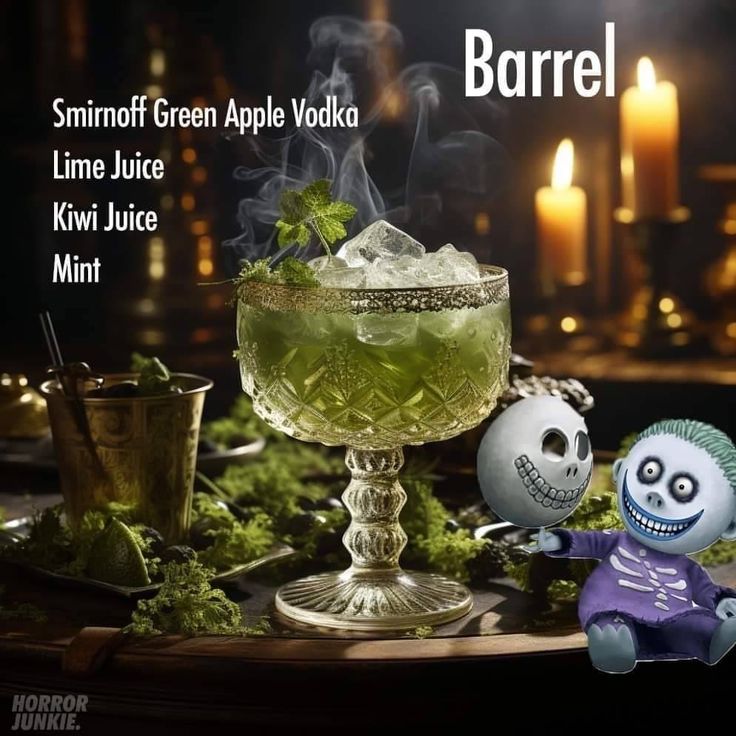 Barrel
Smirnoff Green Apple Vodka
Lime Juice
Kiwi Juice
Mint
HORROR
JUNKIE.